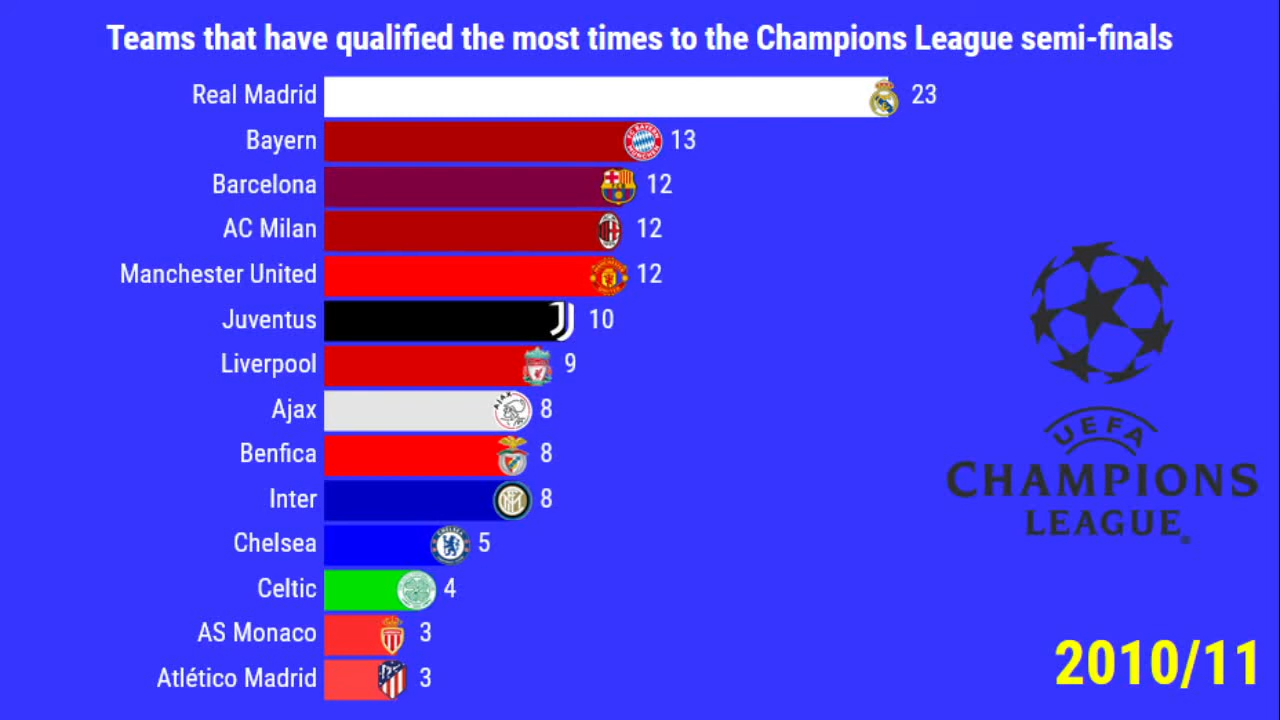 Teams that have qualified the most times to the Champions League semi-finals
Real Madrid 23
Bayern 13
Barcelona 12
AC Milan 12
Manchester United 12
Juventus 10
Liverpool 9
Ajax 8
Benfica 8
Inter 8
Chelsea 5
Celtic 4
AS Monaco 3
Atlético Madrid 3
UEFA
CHAMPIONS
LEAGUE
2010/11